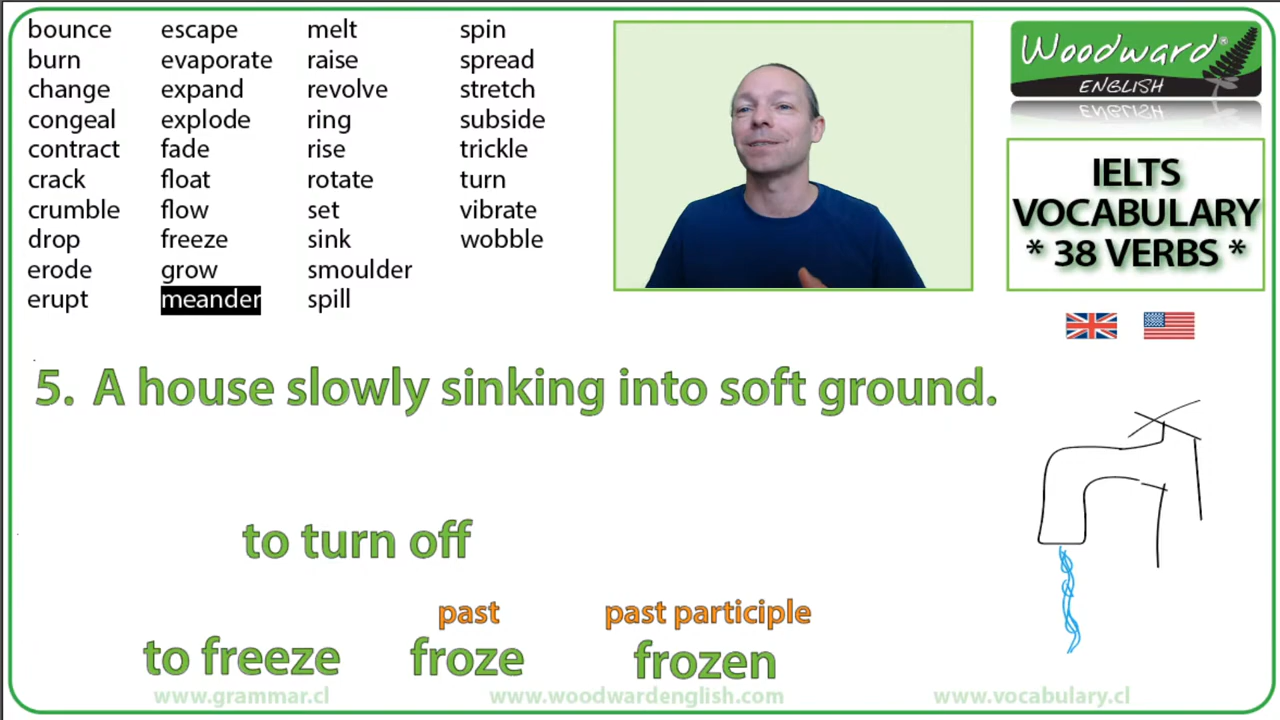 bounce escape melt spin
burn evaporate raise spread
change expand revolve stretch
congeal explode ring subside
contract fade rise trickle
crack float rotate turn
crumble flow set vibrate
drop freeze sink wobble
erode grow smoulder
erupt meander spill
Woodward®
ENGLISH
IELTS
VOCABULARY
* 38 VERBS *
5. A house slowly sinking into soft ground.
to turn off
past past participle
to freeze froze frozen
www.grammar.cl www.woodwardenglish.com www.vocabulary.cl